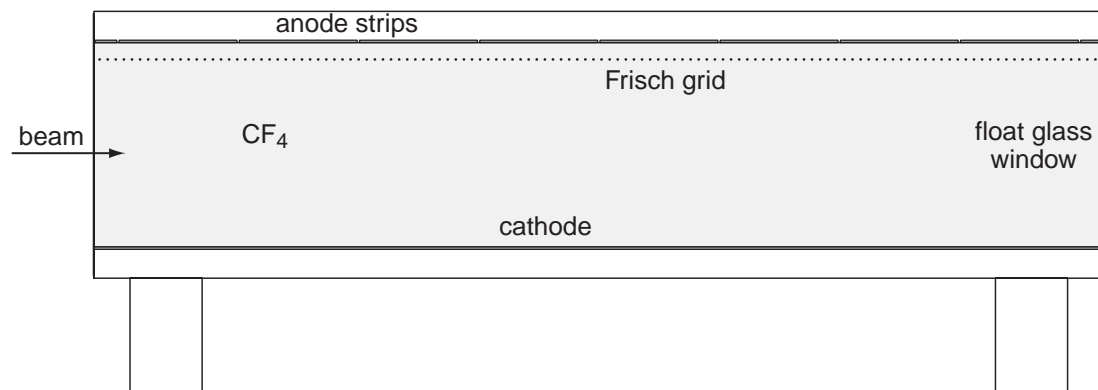 anode strips
Frisch grid
beam
CF4
float glass
window
cathode